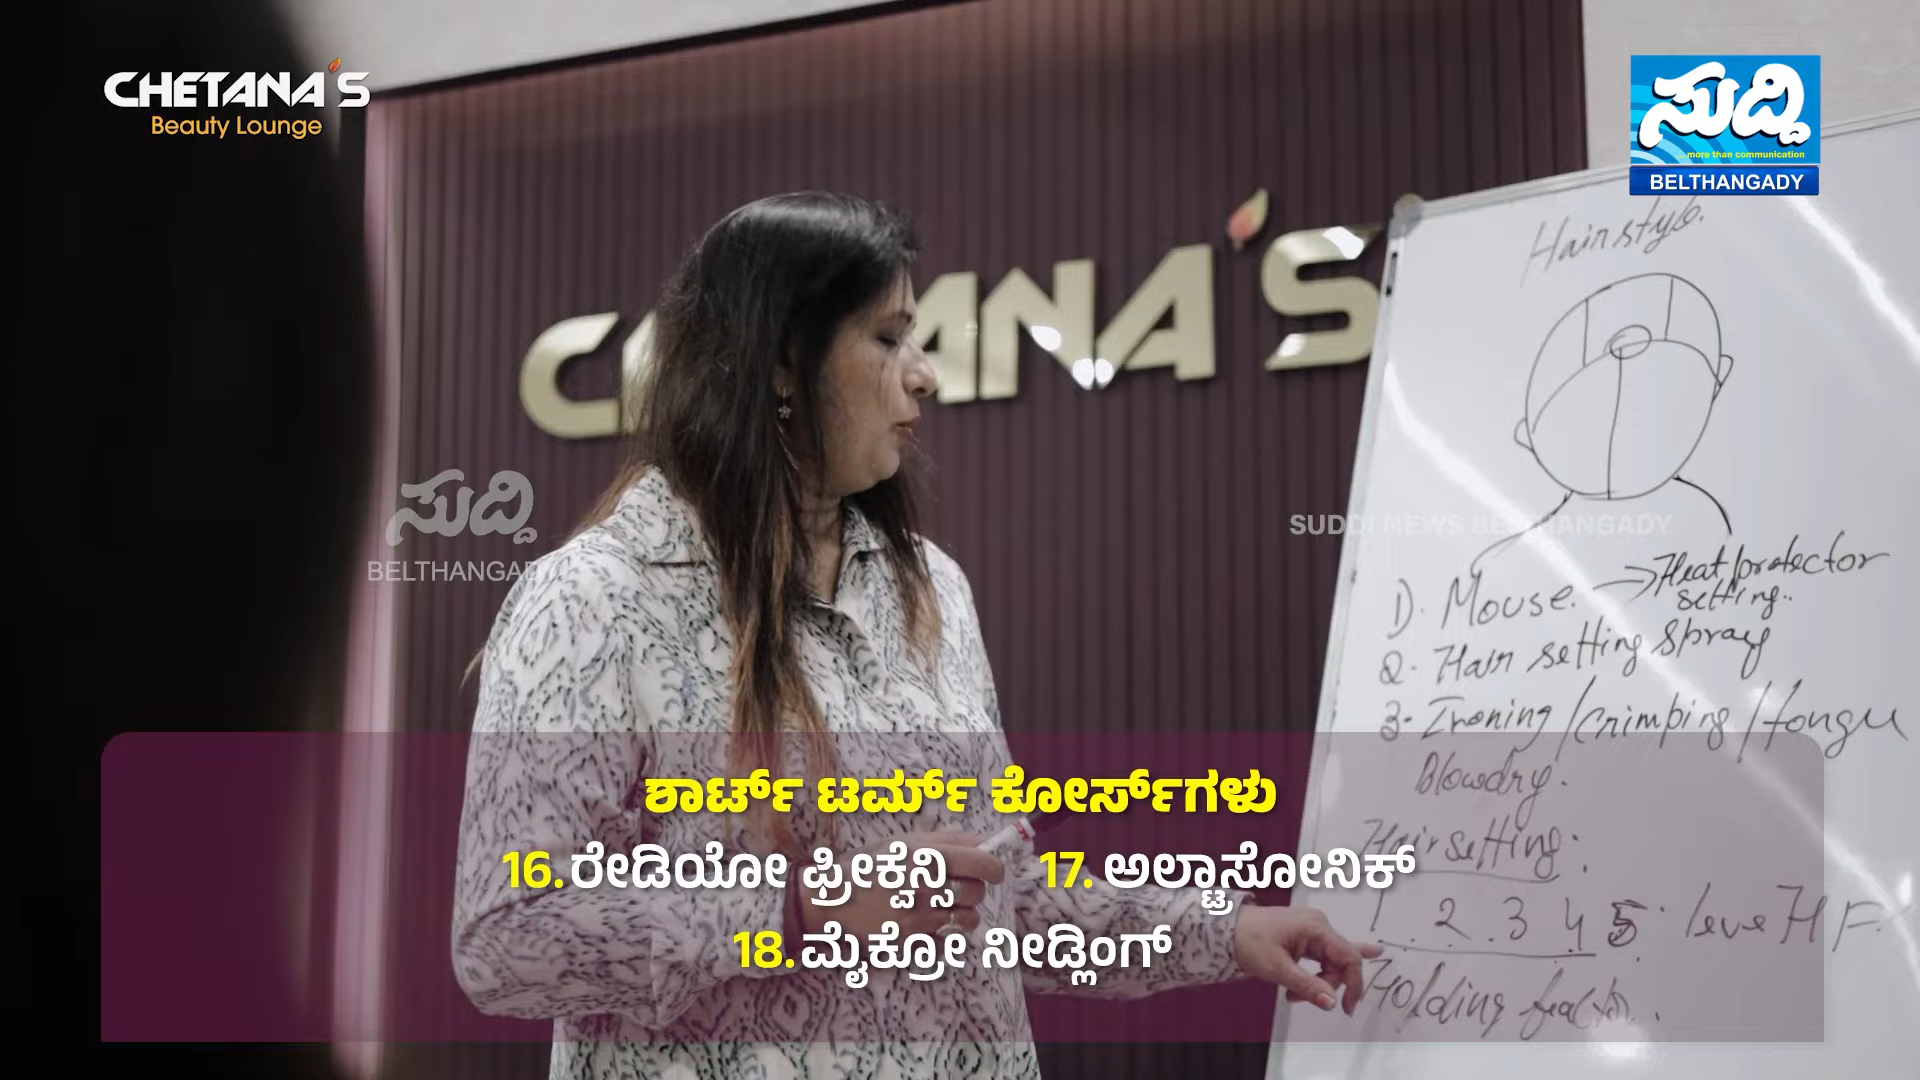 CHETANA'S
Beauty Lounge
ಸುದ್ದಿ
... more than communication
BELTHANGADY
CHETANA'S
Hairstyle.
ಸುದ್ದಿ
BELTHANGADY
SUDDI NEWS BELTHANGADY
D. Mouse. → Heat protector
setting..
2. Hair setting spray
3. Ironing / Crimping / Tongu
Blowdry.
Hair setting.
1 2 3 4 5 leve H F.
Holding
ಶಾರ್ಟ್ ಟರ್ಮ್ ಕೋರ್ಸ್‌ಗಳು
16. ರೇಡಿಯೋ ಫ್ರೀಕ್ವೆನ್ಸಿ 17. ಅಲ್ಟ್ರಾಸೋನಿಕ್
18. ಮೈಕ್ರೋ ನೀಡ್ಲಿಂಗ್